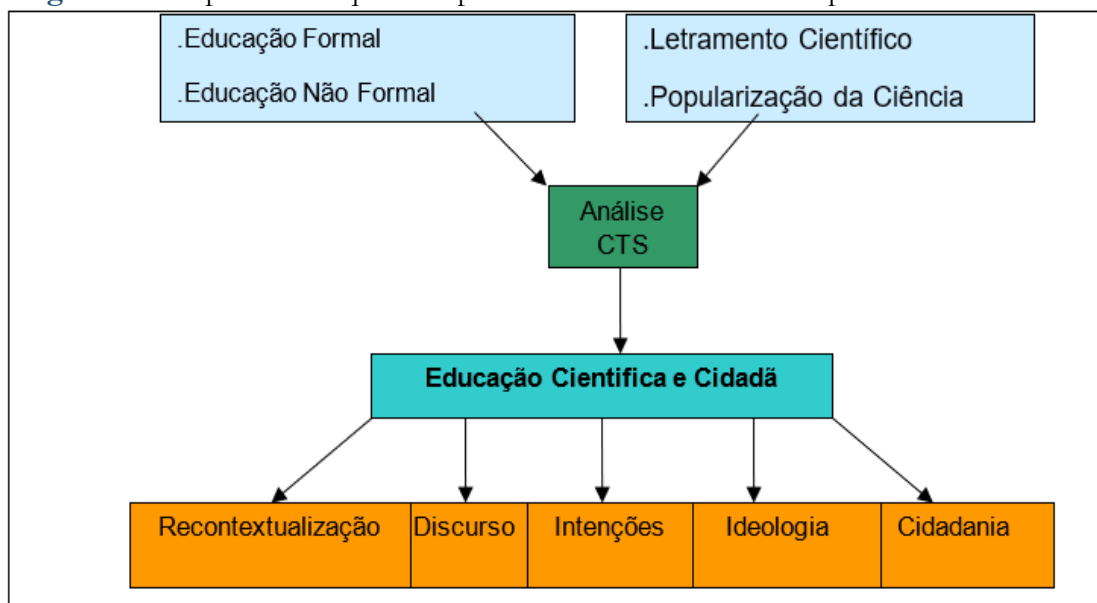 .Educação Formal
.Educação Não Formal
.Letramento Científico
.Popularização da Ciência
Análise
CTS
Educação Cientifica e Cidadã
Recontextualização
Discurso
Intenções
Ideologia
Cidadania